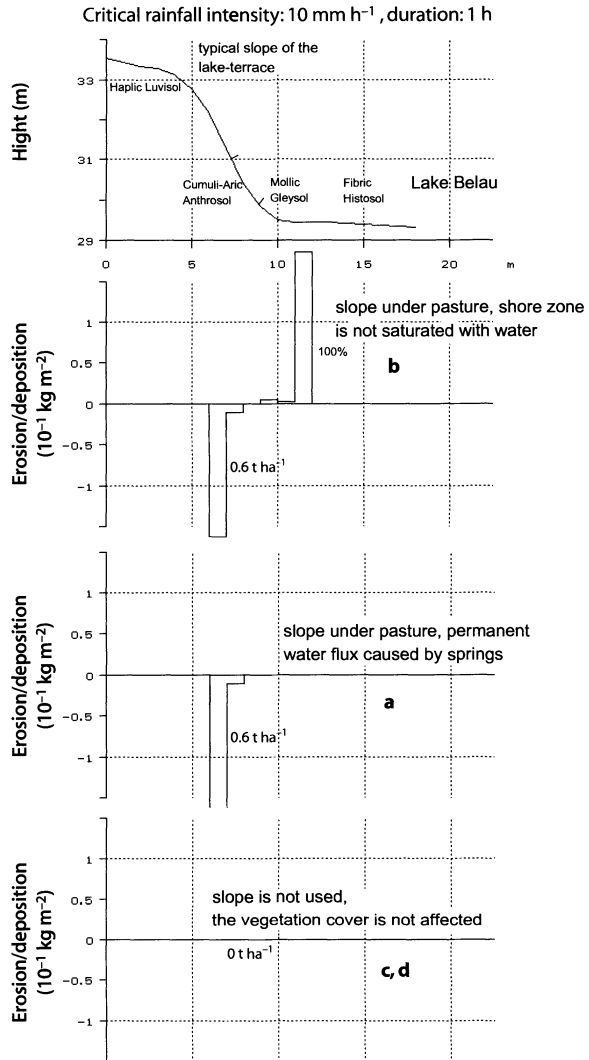 Critical rainfall intensity: 10 mm h⁻¹ , duration: 1 h
typical slope of the
lake-terrace
33
Haplic Luvisol
Hight (m)
31
Cumuli-Aric
Anthrosol
Mollic
Gleysol
Fibric
Histosol
Lake Belau
29
0 5 10 15 20 m
slope under pasture, shore zone
is not saturated with water
1
100%
b
0.5
Erosion/deposition
(10⁻¹ kg m⁻²)
0
-0.5
0.6 t ha⁻¹
-1
1
slope under pasture, permanent
water flux caused by springs
0.5
Erosion/deposition
(10⁻¹ kg m⁻²)
0
a
-0.5
0.6 t ha⁻¹
-1
1
slope is not used,
the vegetation cover is not affected
0.5
Erosion/deposition
(10⁻¹ kg m⁻²)
0
0 t ha⁻¹
c, d
-0.5
-1